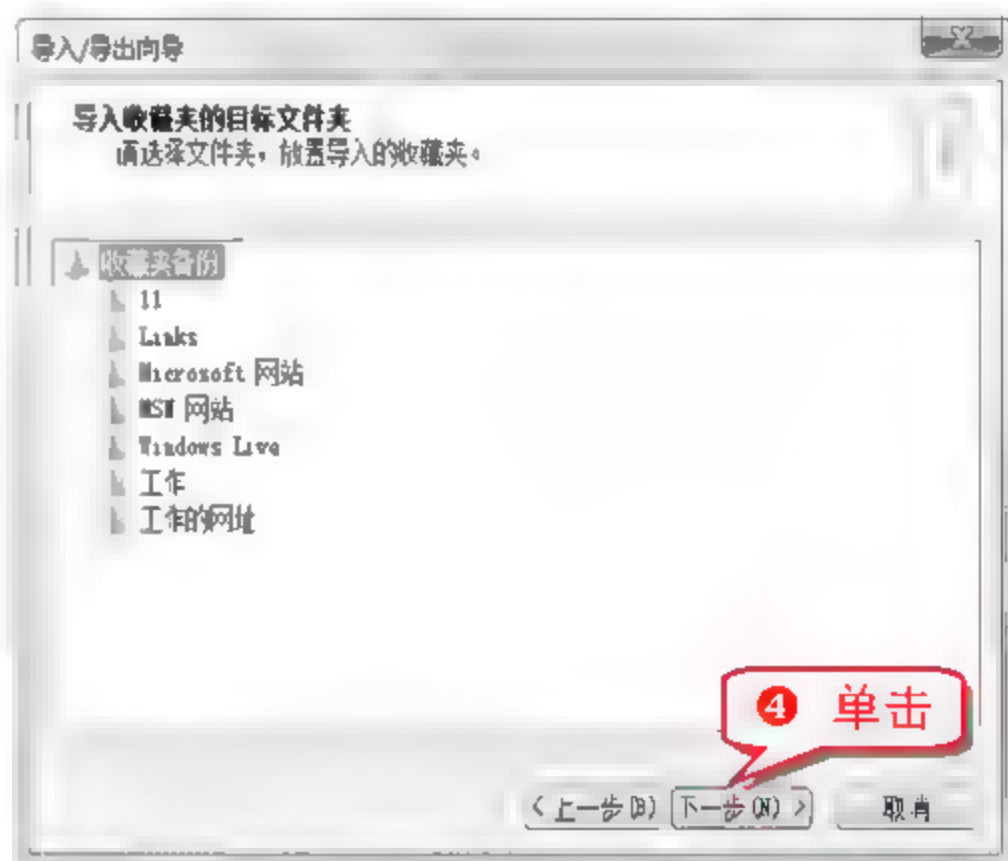 导入/导出向导
导入收藏夹的目标文件夹
请选择文件夹，放置导入的收藏夹。
收藏夹备份
11
Links
Microsoft 网站
MSN 网站
Windows Live
工作
工作的网址
④ 单击
< 上一步(B) 下一步(N) > 取消